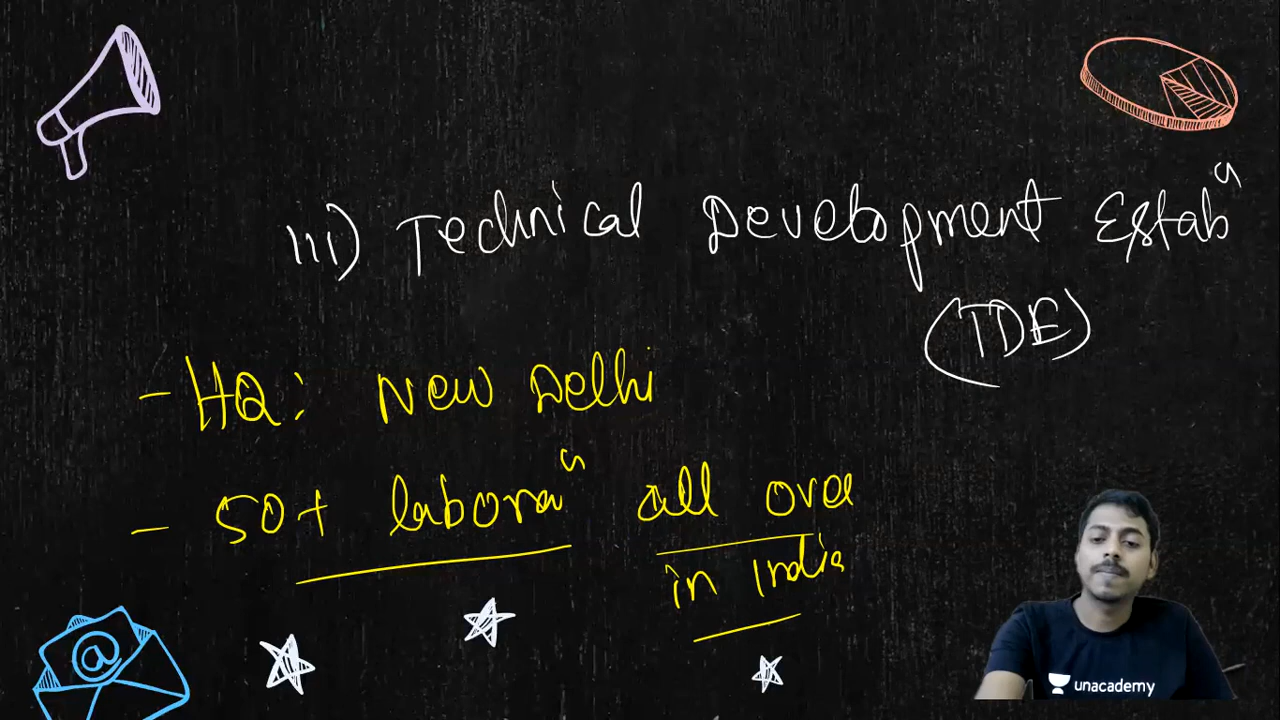 iii) Technical Development Estabⁿ
(TDE)
- HQ: New Delhi
- 50+ laboraⁿ all over
in India
@
unacademy